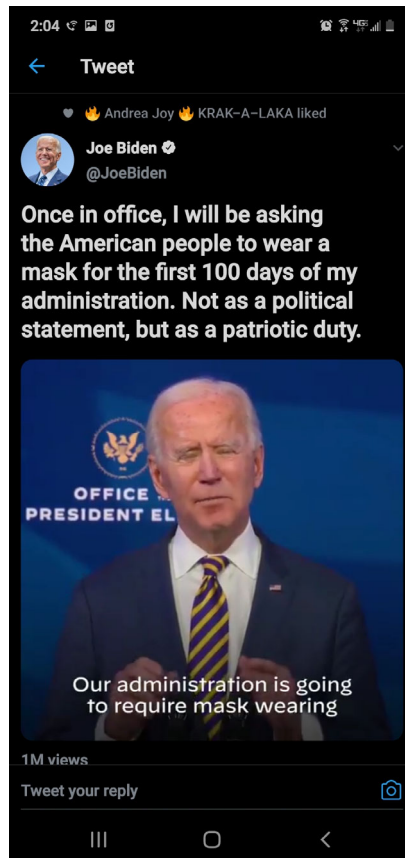 2:04
4G
Tweet
Andrea Joy 🔥 KRAK-A-LAKA liked
Joe Biden
@JoeBiden
Once in office, I will be asking
the American people to wear a
mask for the first 100 days of my
administration. Not as a political
statement, but as a patriotic duty.
OFFICE
PRESIDENT EL
Our administration is going
to require mask wearing
1M views
Tweet your reply